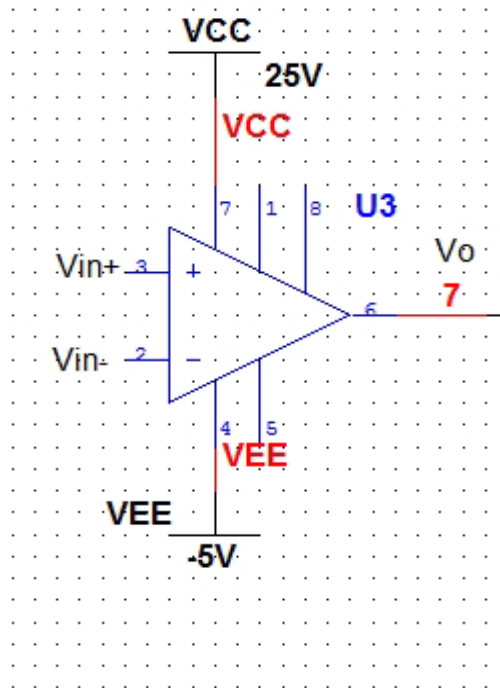 VCC
25V
VCC
7 1 8 U3
Vin+ 3 + Vo
7
6
Vin- 2 -
4 5
VEE
VEE
-5V